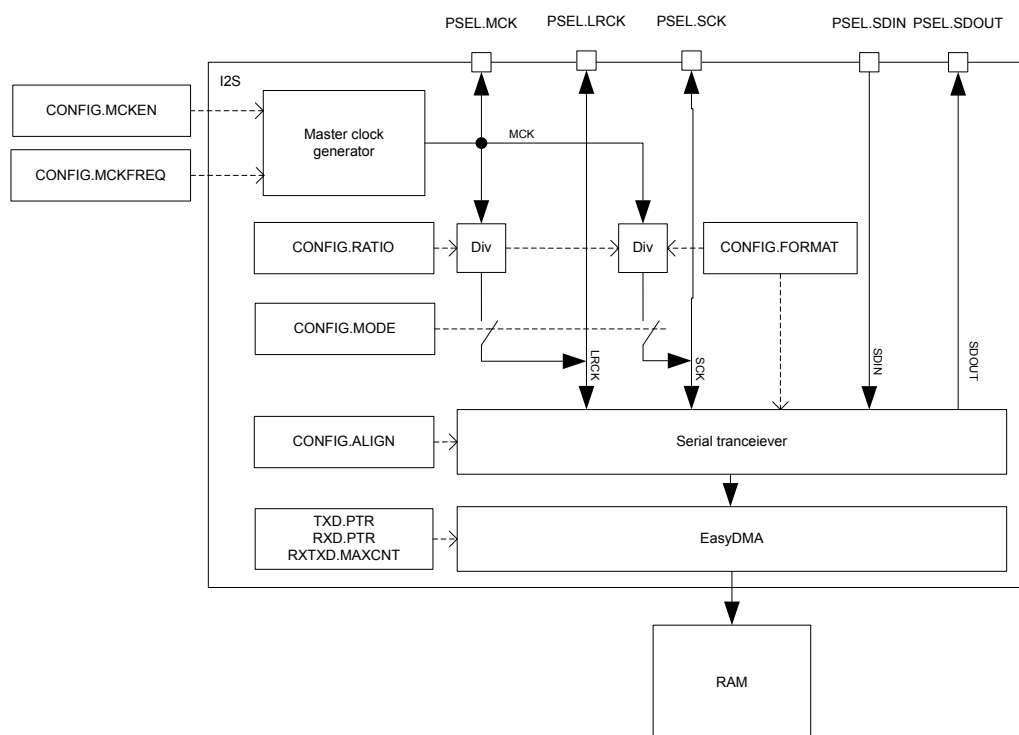 PSEL.MCK
PSEL.LRCK
PSEL.SCK
PSEL.SDIN
PSEL.SDOUT
I2S
CONFIG.MCKEN
Master clock
generator
MCK
CONFIG.MCKFREQ
CONFIG.RATIO
Div
Div
CONFIG.FORMAT
CONFIG.MODE
LRCK
SCK
SDIN
SDOUT
CONFIG.ALIGN
Serial tranceiever
TXD.PTR
RXD.PTR
RXTXD.MAXCNT
EasyDMA
RAM